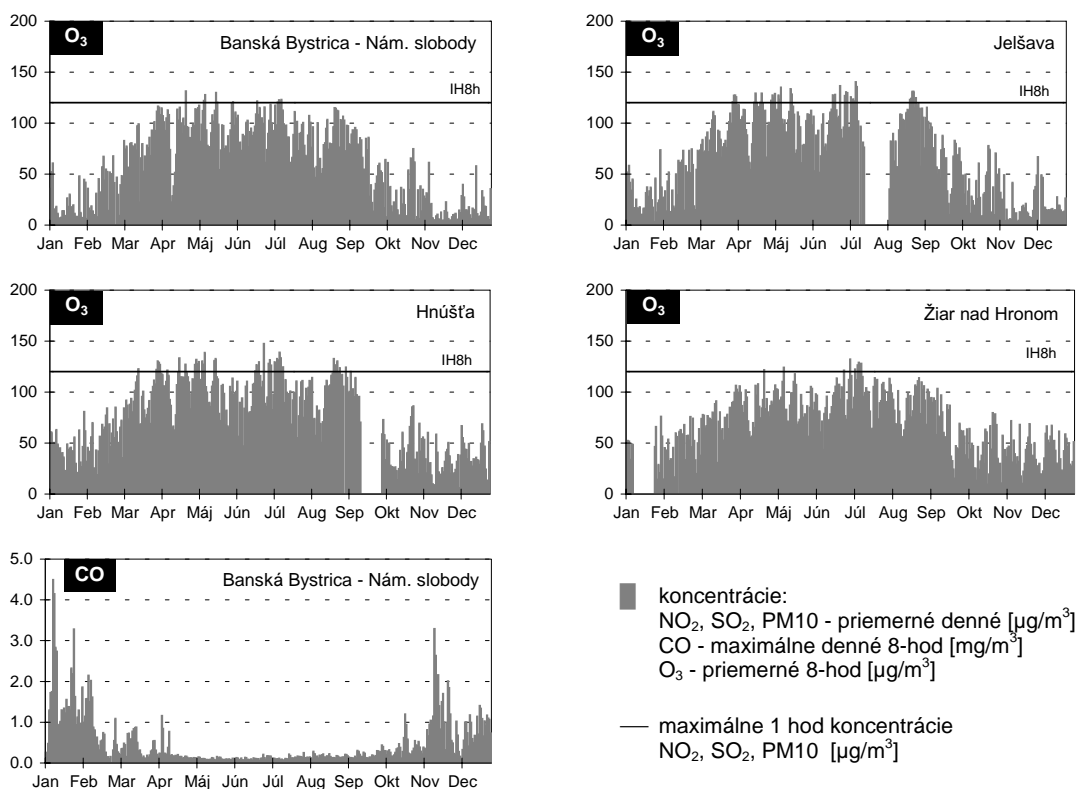 O₃ Banská Bystrica - Nám. slobody
200
150
IH8h
100
50
0
Jan Feb Mar Apr Máj Jún Júl Aug Sep Okt Nov Dec
O₃ Jelšava
200
150
IH8h
100
50
0
Jan Feb Mar Apr Máj Jún Júl Aug Sep Okt Nov Dec
O₃ Hnúšťa
200
150
IH8h
100
50
0
Jan Feb Mar Apr Máj Jún Júl Aug Sep Okt Nov Dec
O₃ Žiar nad Hronom
200
150
IH8h
100
50
0
Jan Feb Mar Apr Máj Jún Júl Aug Sep Okt Nov Dec
CO Banská Bystrica - Nám. slobody
5.0
4.0
3.0
2.0
1.0
0.0
Jan Feb Mar Apr Máj Jún Júl Aug Sep Okt Nov Dec
koncentrácie:
NO₂, SO₂, PM10 - priemerné denné [µg/m³]
CO - maximálne denné 8-hod [mg/m³]
O₃ - priemerné 8-hod [µg/m³]
maximálne 1 hod koncentrácie
NO₂, SO₂, PM10 [µg/m³]